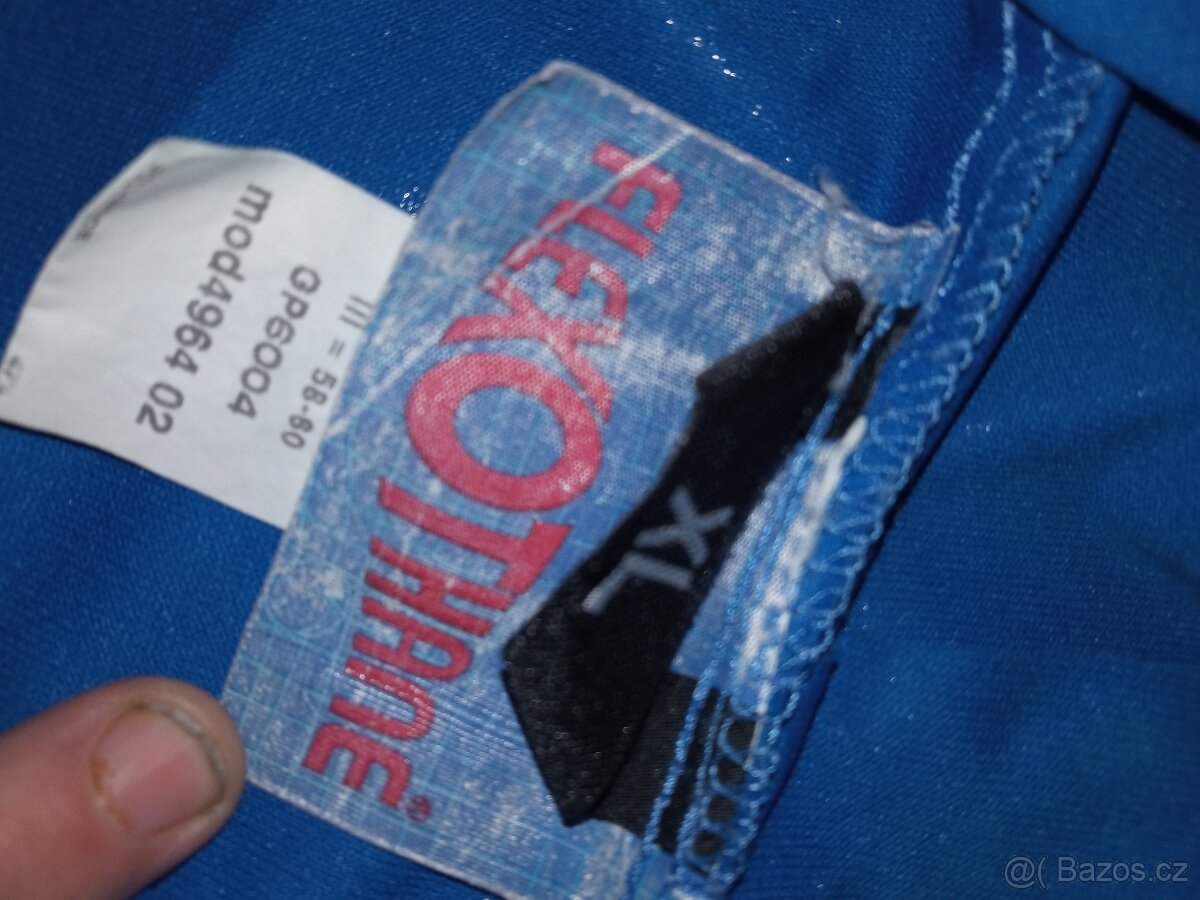 FLEXOTHANE®
XL
III = 58-60
GP6004
mod4964 02
@( Bazos.cz